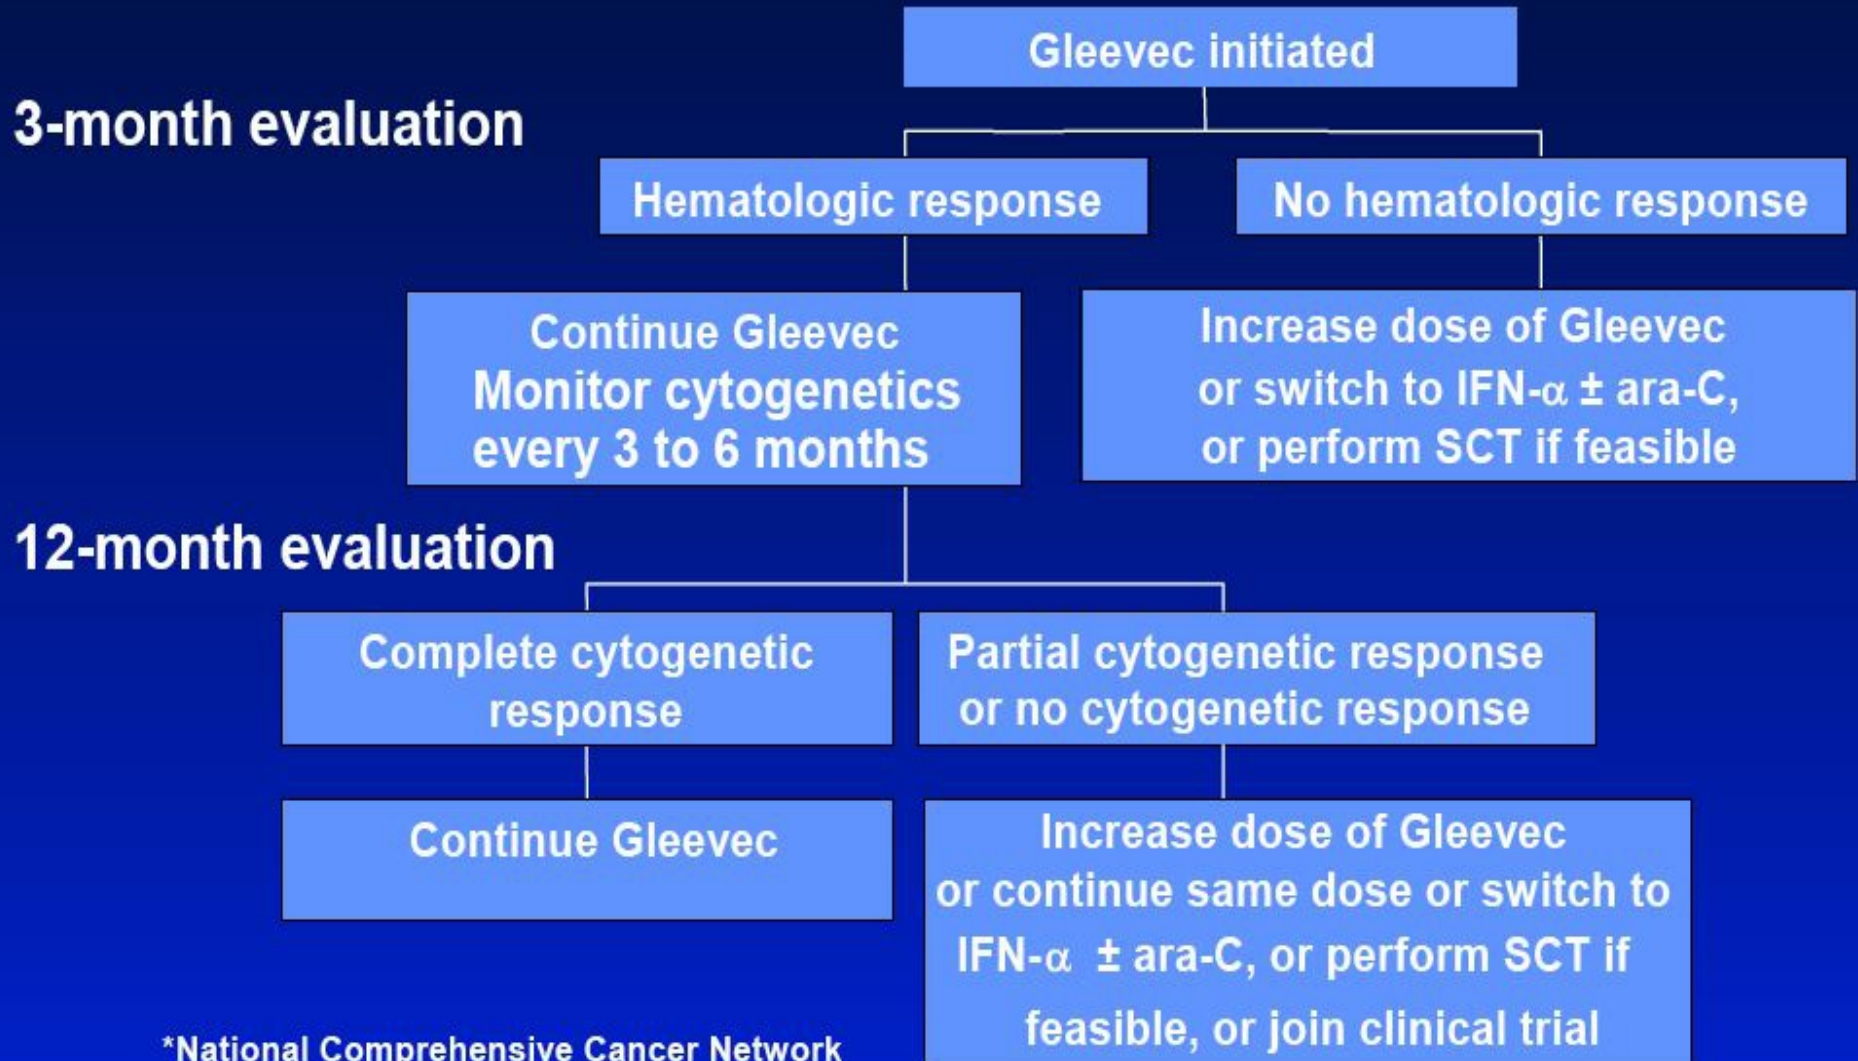 Gleevec initiated
3-month evaluation
Hematologic response
No hematologic response
Continue Gleevec
Monitor cytogenetics
every 3 to 6 months
Increase dose of Gleevec
or switch to IFN-α ± ara-C,
or perform SCT if feasible
12-month evaluation
Complete cytogenetic
response
Partial cytogenetic response
or no cytogenetic response
Continue Gleevec
Increase dose of Gleevec
or continue same dose or switch to
IFN-α ± ara-C, or perform SCT if
feasible, or join clinical trial
*National Comprehensive Cancer Network